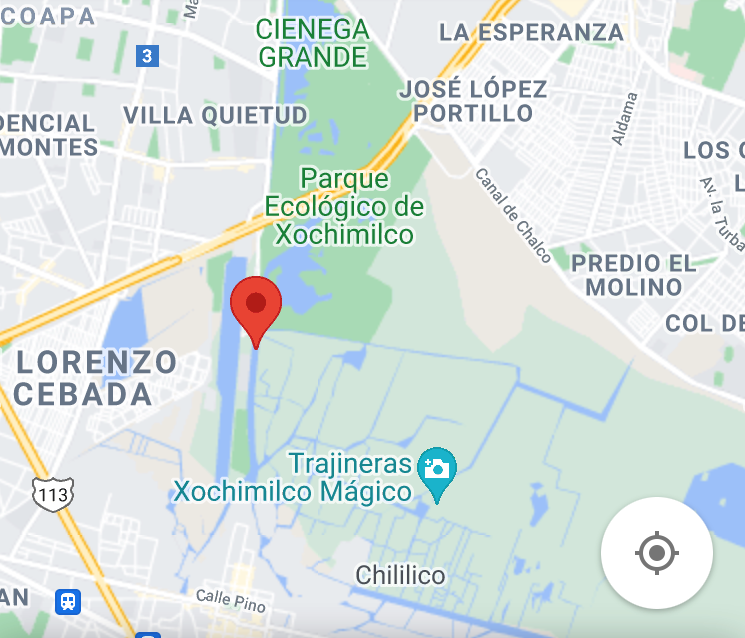 COAPA
Ma
CIENEGA
GRANDE
LA ESPERANZA
3
JOSÉ LÓPEZ
PORTILLO
VILLA QUIETUD
Aldama
DENCIAL
MONTES
LOS
Parque
Ecológico de
Xochimilco
Canal de Chalco
Av. la Turba
L
PREDIO EL
MOLINO
COL DE
LORENZO
CEBADA
Trajineras
Xochimilco Mágico
113
Chililico
AN
Calle Pino